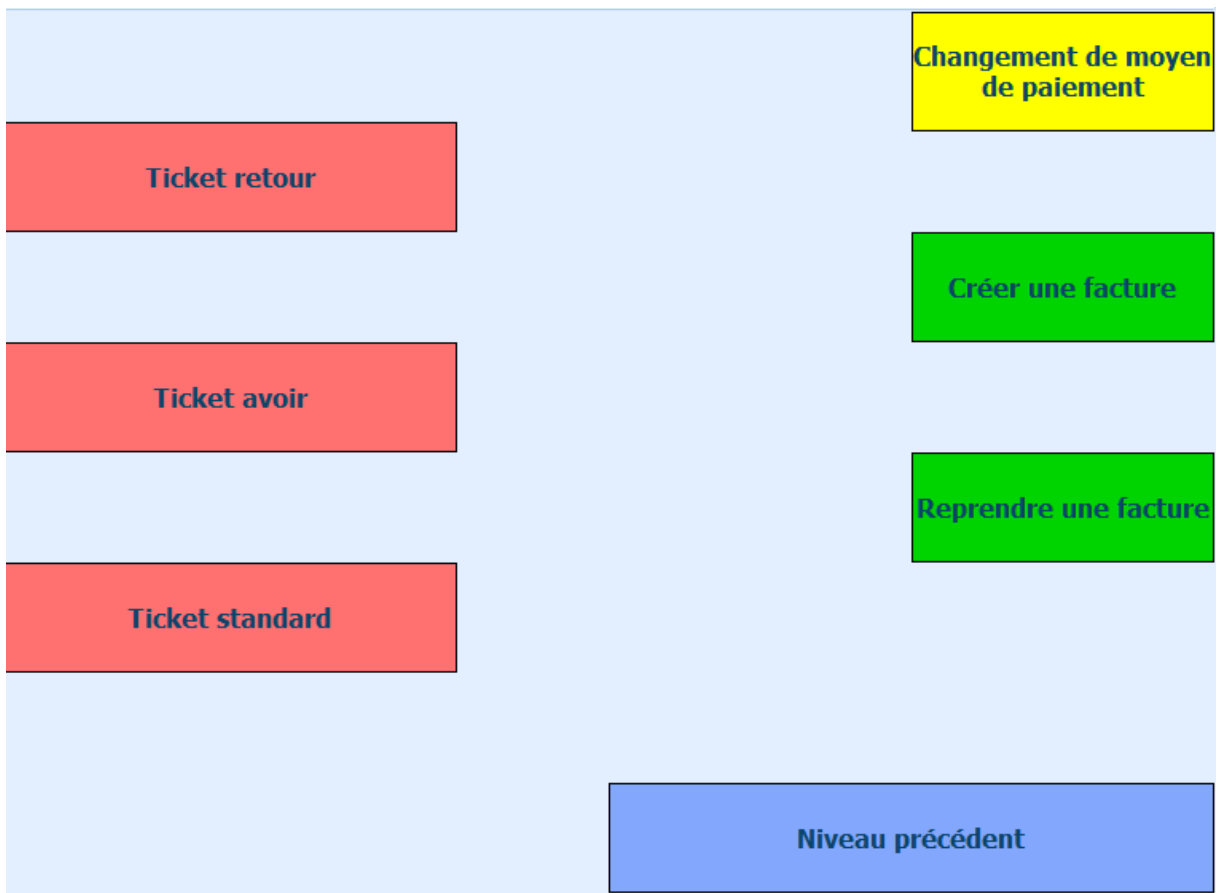 Changement de moyen
de paiement
Ticket retour
Créer une facture
Ticket avoir
Reprendre une facture
Ticket standard
Niveau précédent